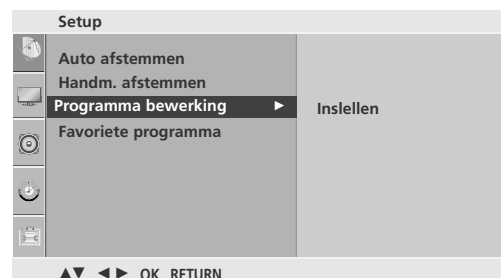 Setup
Auto afstemmen
Handm. afstemmen
Programma bewerking ► Inslellen
Favoriete programma
▲▼ ◄► OK RETURN